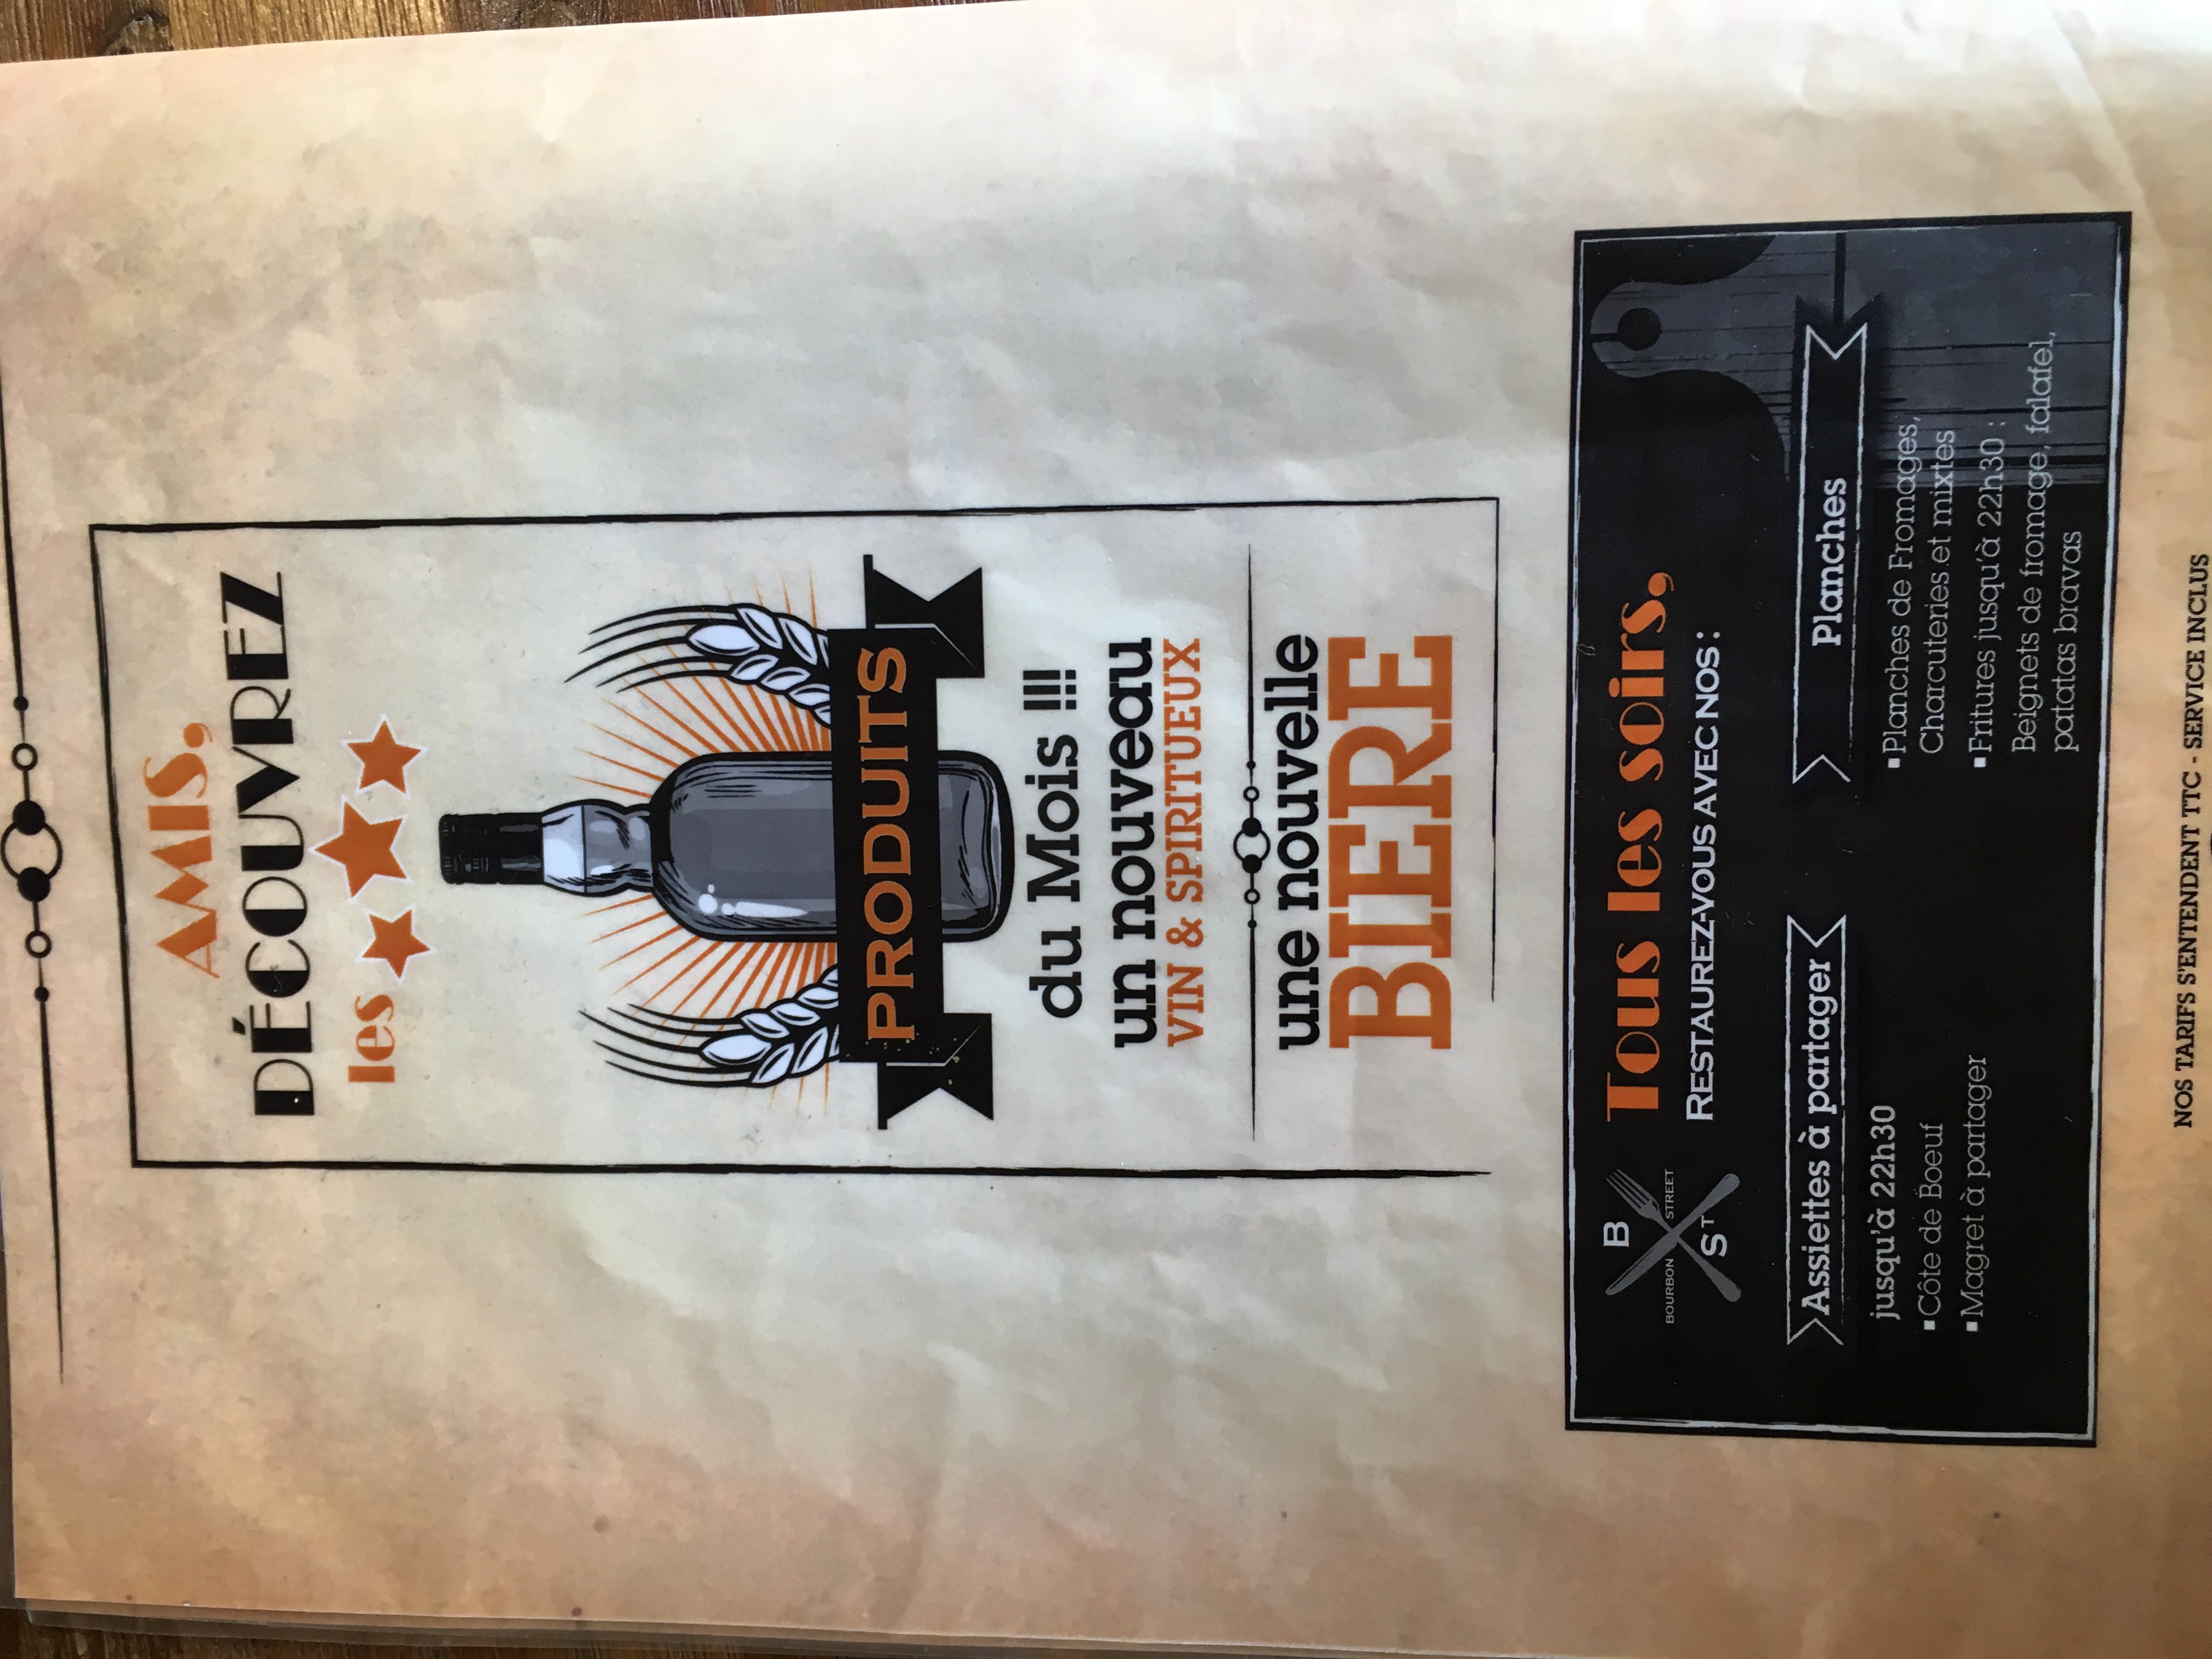 AMIS,
DÉCOUVREZ
les
PRODUITS
du Mois !!!
un nouveau
VIN & SPIRITUEUX
une nouvelle
BIERE
B
BOURBON STREET
ST
Tous les soirs,
RESTAUREZ-VOUS AVEC NOS :
Assiettes à partager
jusqu'à 22h30
▪Côte de Boeuf
▪Magret à partager
Planches
▪Planches de Fromages,
Charcuteries et mixtes
▪Fritures jusqu'à 22h30 :
Beignets de fromage, falafel,
patatas bravas
NOS TARIFS S'ENTENDENT TTC - SERVICE INCLUS